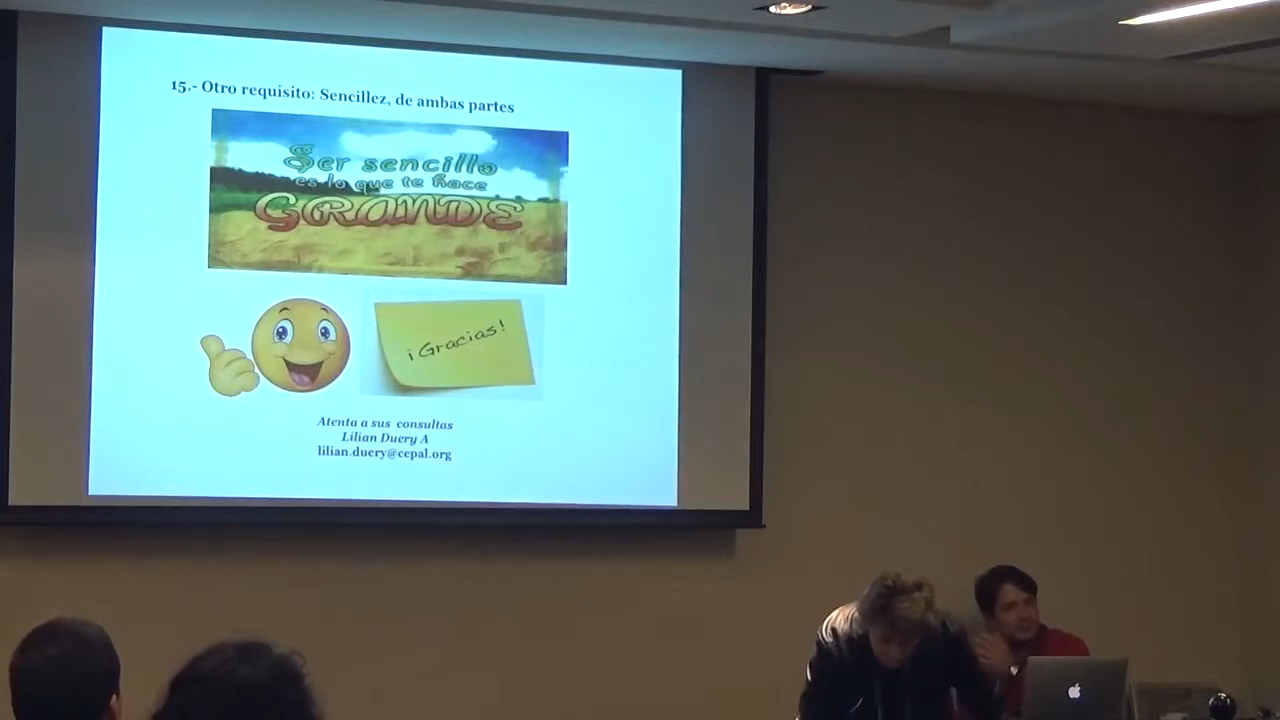 15.- Otro requisito: Sencillez, de ambas partes
Ser sencillo
es lo que te hace
GRANDE
¡Gracias!
Atenta a sus consultas
Lilian Duery A
lilian.duery@cepal.org